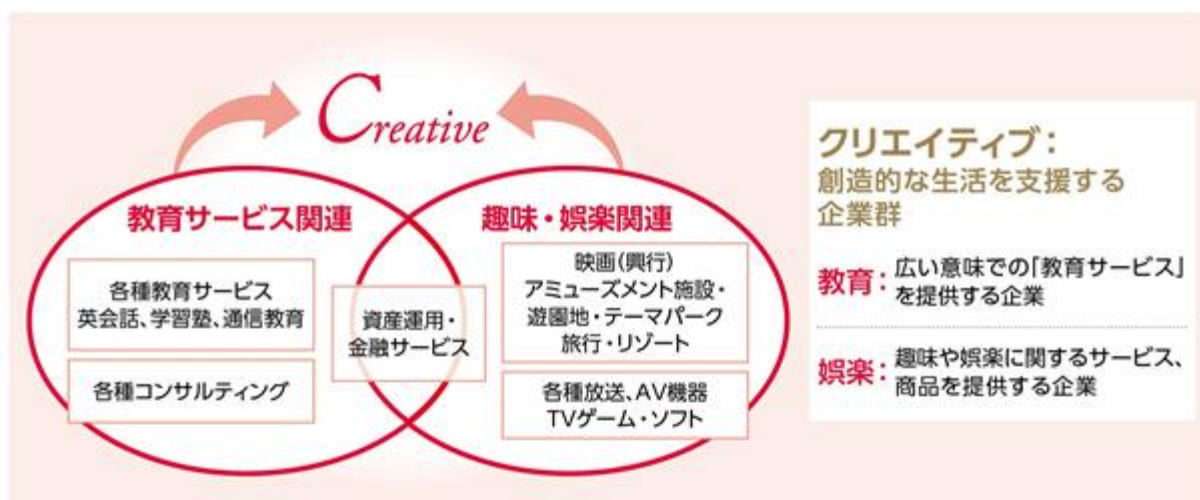 Creative
教育サービス関連
各種教育サービス
英会話、学習塾、通信教育
各種コンサルティング
資産運用・
金融サービス
趣味・娯楽関連
映画(興行)
アミューズメント施設・
遊園地・テーマパーク
旅行・リゾート
各種放送、AV機器
TVゲーム・ソフト
クリエイティブ：
創造的な生活を支援する
企業群
教育：広い意味での「教育サービス」
を提供する企業
娯楽：趣味や娯楽に関するサービス、
商品を提供する企業